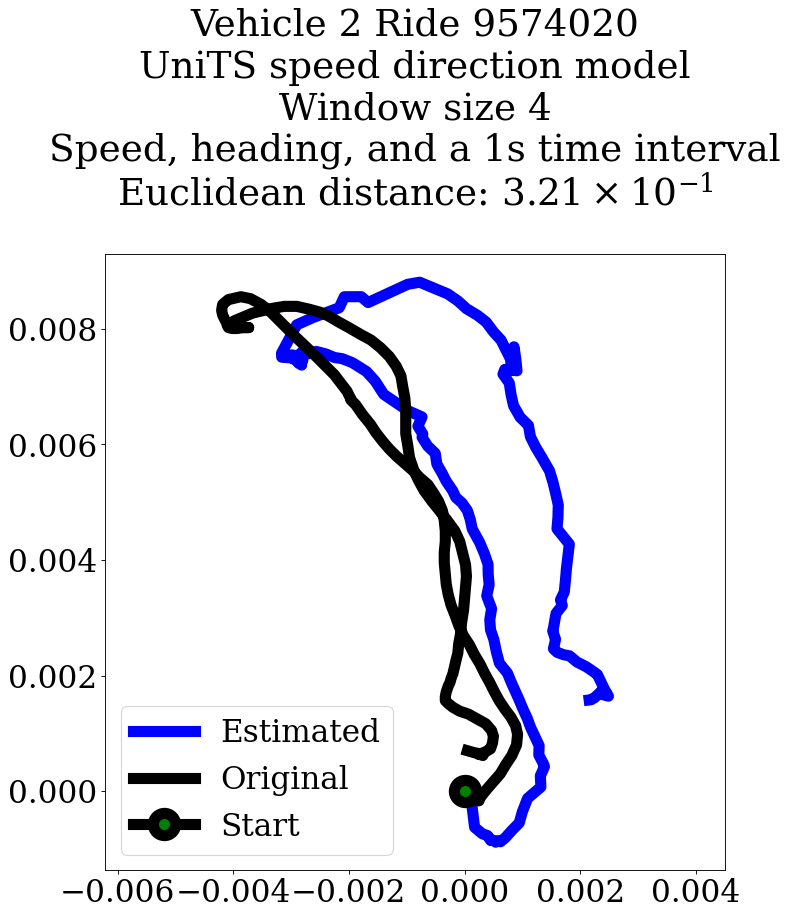 Vehicle 2 Ride 9574020
UniTS speed direction model
Window size 4
Speed, heading, and a 1s time interval
Euclidean distance: 3.21 × 10⁻¹
0.008
0.006
0.004
0.002
0.000
Estimated
Original
Start
−0.006 −0.004 −0.002 0.000 0.002 0.004